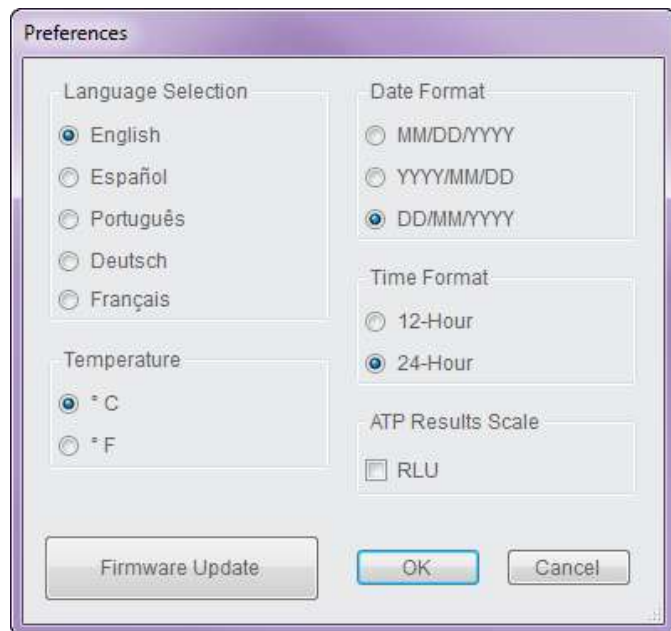 Preferences
Language Selection
English
Español
Português
Deutsch
Français
Temperature
° C
° F
Date Format
MM/DD/YYYY
YYYY/MM/DD
DD/MM/YYYY
Time Format
12-Hour
24-Hour
ATP Results Scale
RLU
Firmware Update
OK
Cancel